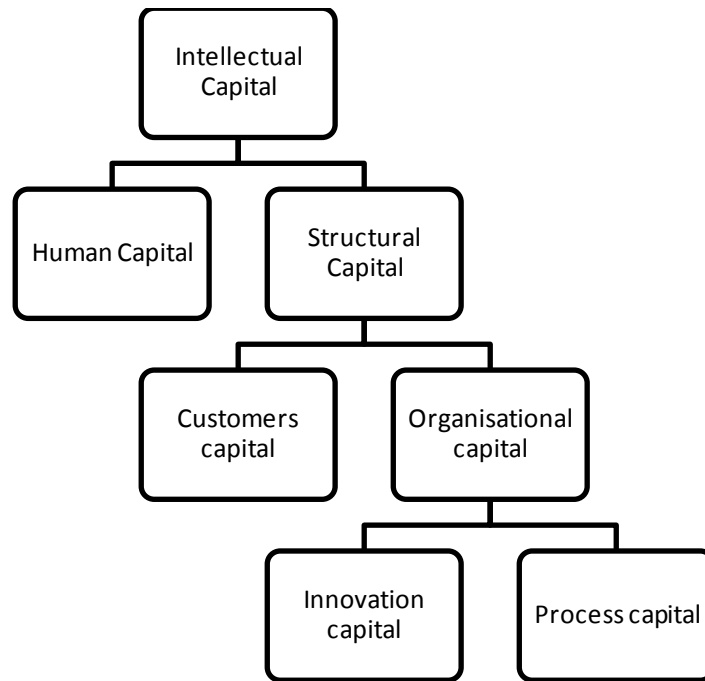 Intellectual
Capital
Human Capital
Structural
Capital
Customers
capital
Organisational
capital
Innovation
capital
Process capital